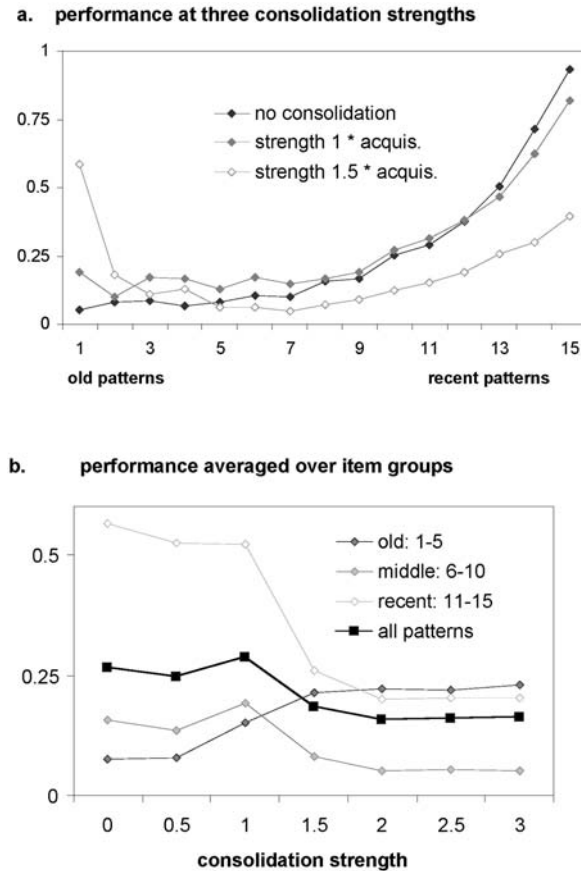 a. performance at three consolidation strengths
1
0.75
0.5
0.25
0
no consolidation
strength 1 * acquis.
strength 1.5 * acquis.
1 3 5 7 9 11 13 15
old patterns recent patterns
b. performance averaged over item groups
0.5
0.25
0
old: 1-5
middle: 6-10
recent: 11-15
all patterns
0 0.5 1 1.5 2 2.5 3
consolidation strength